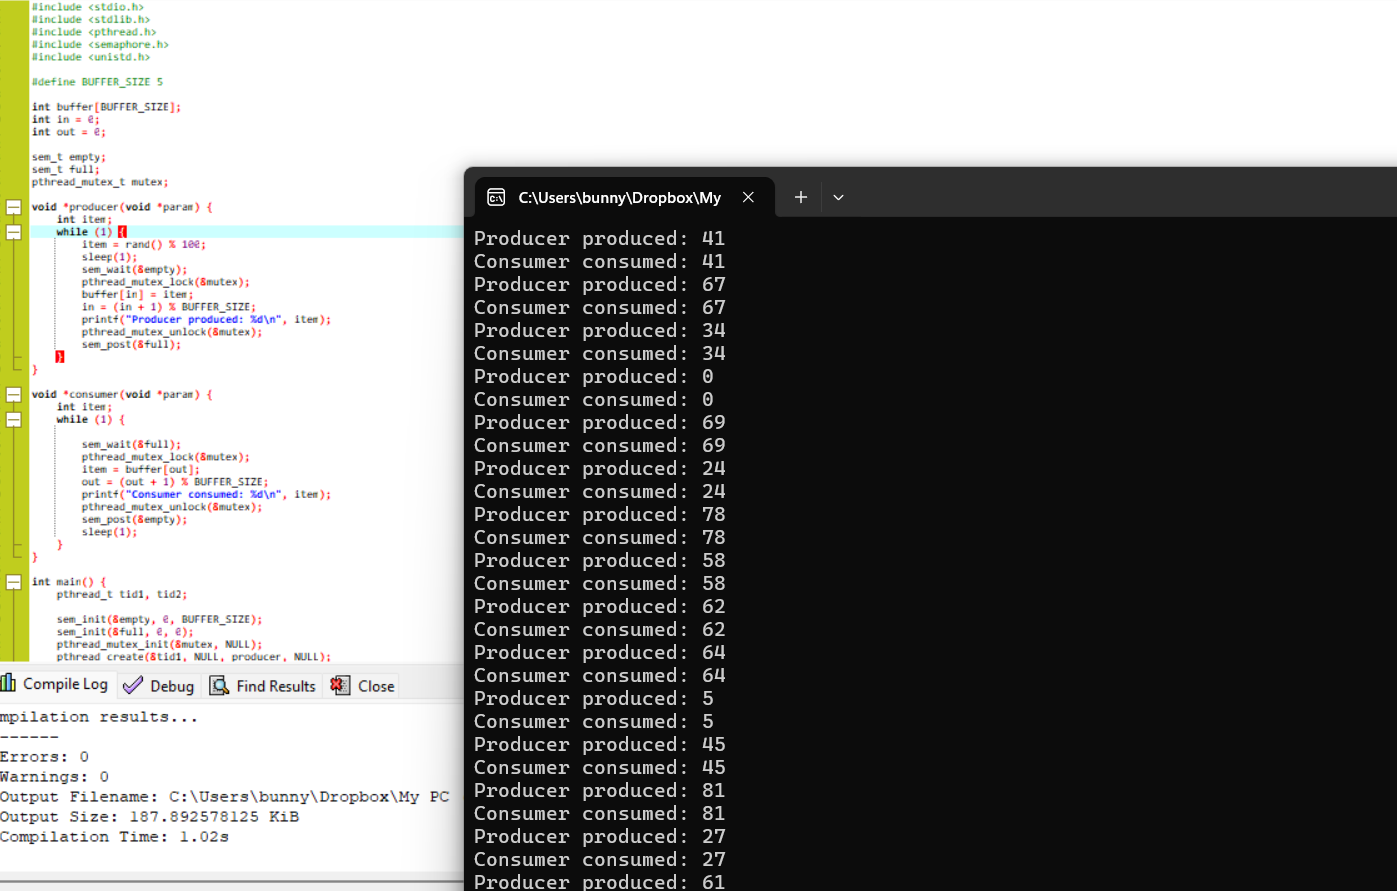 #include <stdio.h>
#include <stdlib.h>
#include <pthread.h>
#include <semaphore.h>
#include <unistd.h>
#define BUFFER_SIZE 5
int buffer[BUFFER_SIZE];
int in = 0;
int out = 0;
sem_t empty;
sem_t full;
pthread_mutex_t mutex;
void *producer(void *param) {
int item;
while (1) {
item = rand() % 100;
sleep(1);
sem_wait(&empty);
pthread_mutex_lock(&mutex);
buffer[in] = item;
in = (in + 1) % BUFFER_SIZE;
printf("Producer produced: %d\n", item);
pthread_mutex_unlock(&mutex);
sem_post(&full);
}
}
void *consumer(void *param) {
int item;
while (1) {
sem_wait(&full);
pthread_mutex_lock(&mutex);
item = buffer[out];
out = (out + 1) % BUFFER_SIZE;
printf("Consumer consumed: %d\n", item);
pthread_mutex_unlock(&mutex);
sem_post(&empty);
sleep(1);
}
}
int main() {
pthread_t tid1, tid2;
sem_init(&empty, 0, BUFFER_SIZE);
sem_init(&full, 0, 0);
pthread_mutex_init(&mutex, NULL);
pthread_create(&tid1, NULL, producer, NULL);
Compile Log Debug Find Results Close
mpilation results...
------
Errors: 0
Warnings: 0
Output Filename: C:\Users\bunny\Dropbox\My PC
Output Size: 187.892578125 KiB
Compilation Time: 1.02s
C:\Users\bunny\Dropbox\My
Producer produced: 41
Consumer consumed: 41
Producer produced: 67
Consumer consumed: 67
Producer produced: 34
Consumer consumed: 34
Producer produced: 0
Consumer consumed: 0
Producer produced: 69
Consumer consumed: 69
Producer produced: 24
Consumer consumed: 24
Producer produced: 78
Consumer consumed: 78
Producer produced: 58
Consumer consumed: 58
Producer produced: 62
Consumer consumed: 62
Producer produced: 64
Consumer consumed: 64
Producer produced: 5
Consumer consumed: 5
Producer produced: 45
Consumer consumed: 45
Producer produced: 81
Consumer consumed: 81
Producer produced: 27
Consumer consumed: 27
Producer produced: 61